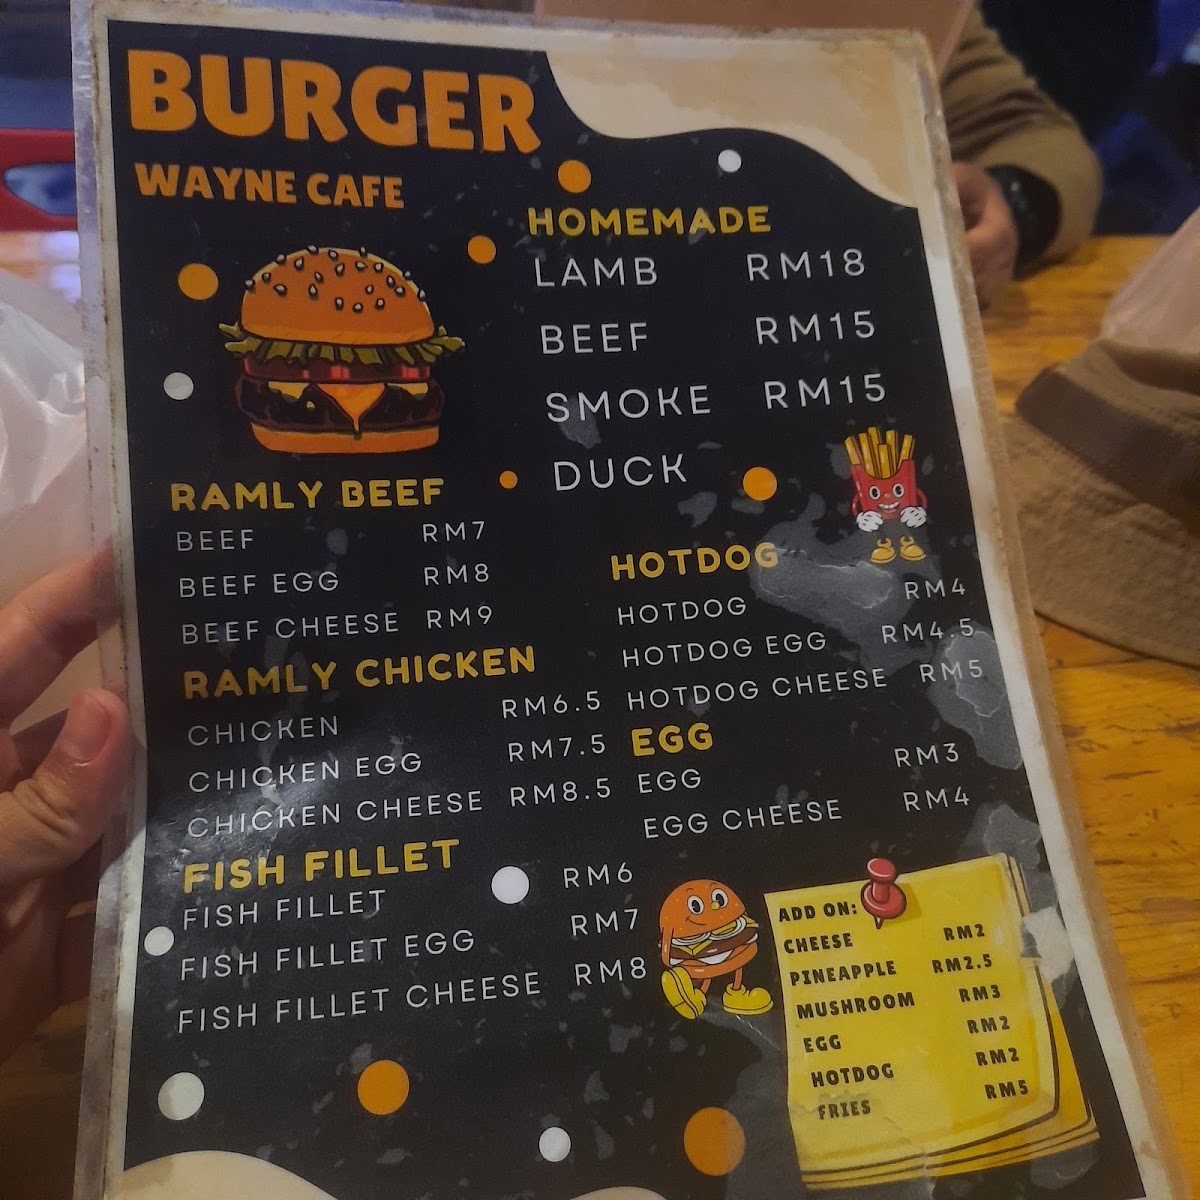 BURGER
WAYNE CAFE
HOMEMADE
LAMB RM18
BEEF RM15
SMOKE RM15
DUCK
RAMLY BEEF
BEEF RM7
BEEF EGG RM8
BEEF CHEESE RM9
RAMLY CHICKEN
CHICKEN RM6.5
CHICKEN EGG RM7.5
CHICKEN CHEESE RM8.5
FISH FILLET
FISH FILLET RM6
FISH FILLET EGG RM7
FISH FILLET CHEESE RM8
HOTDOG
HOTDOG RM4
HOTDOG EGG RM4.5
HOTDOG CHEESE RM5
EGG
EGG RM3
EGG CHEESE RM4
ADD ON:
CHEESE RM2
PINEAPPLE RM2.5
MUSHROOM RM3
EGG RM2
HOTDOG RM2
FRIES RM5